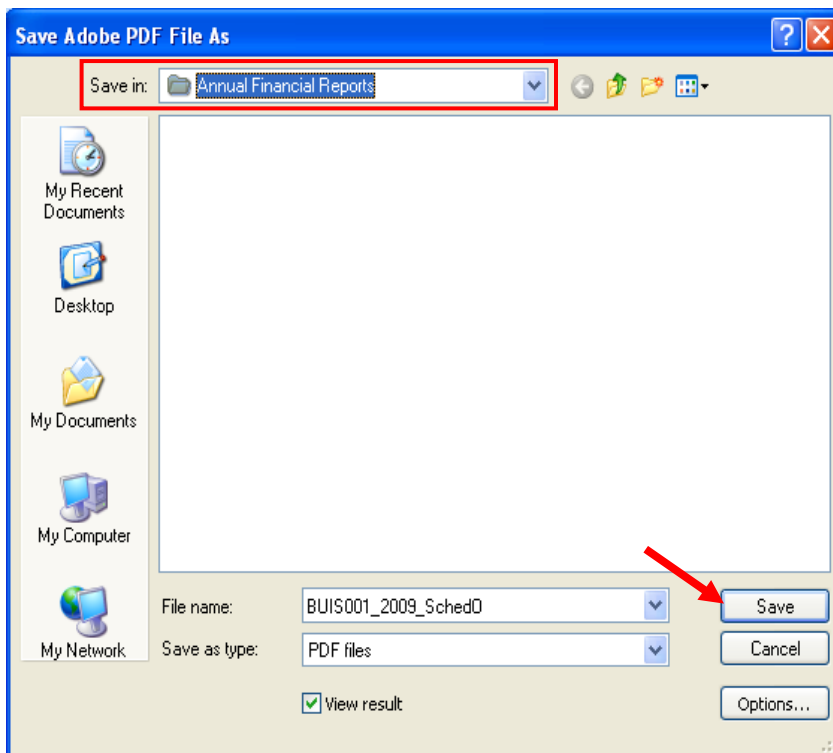 Save Adobe PDF File As
Save in: Annual Financial Reports
My Recent
Documents
Desktop
My Documents
My Computer
My Network
File name: BUIS001_2009_SchedO
Save
Save as type: PDF files
Cancel
View result
Options...